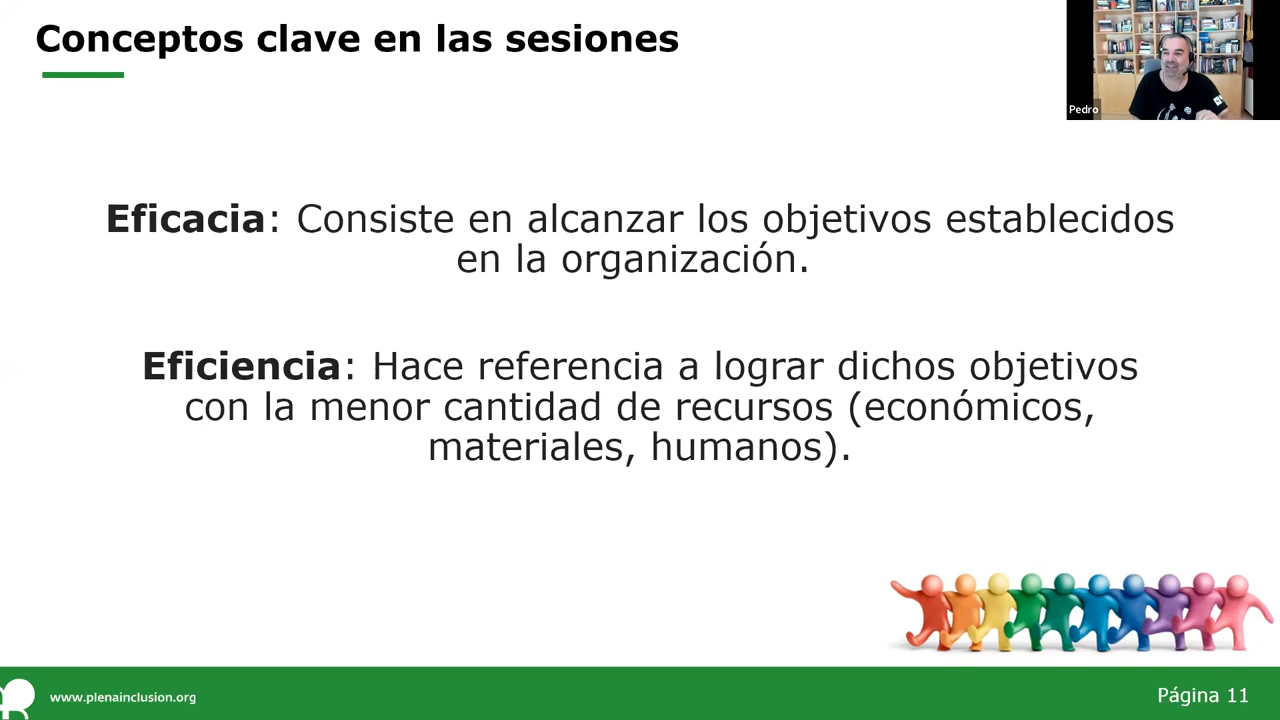 Conceptos clave en las sesiones
Pedro
Eficacia: Consiste en alcanzar los objetivos establecidos
en la organización.
Eficiencia: Hace referencia a lograr dichos objetivos
con la menor cantidad de recursos (económicos,
materiales, humanos).
www.plenainclusion.org
Página 11